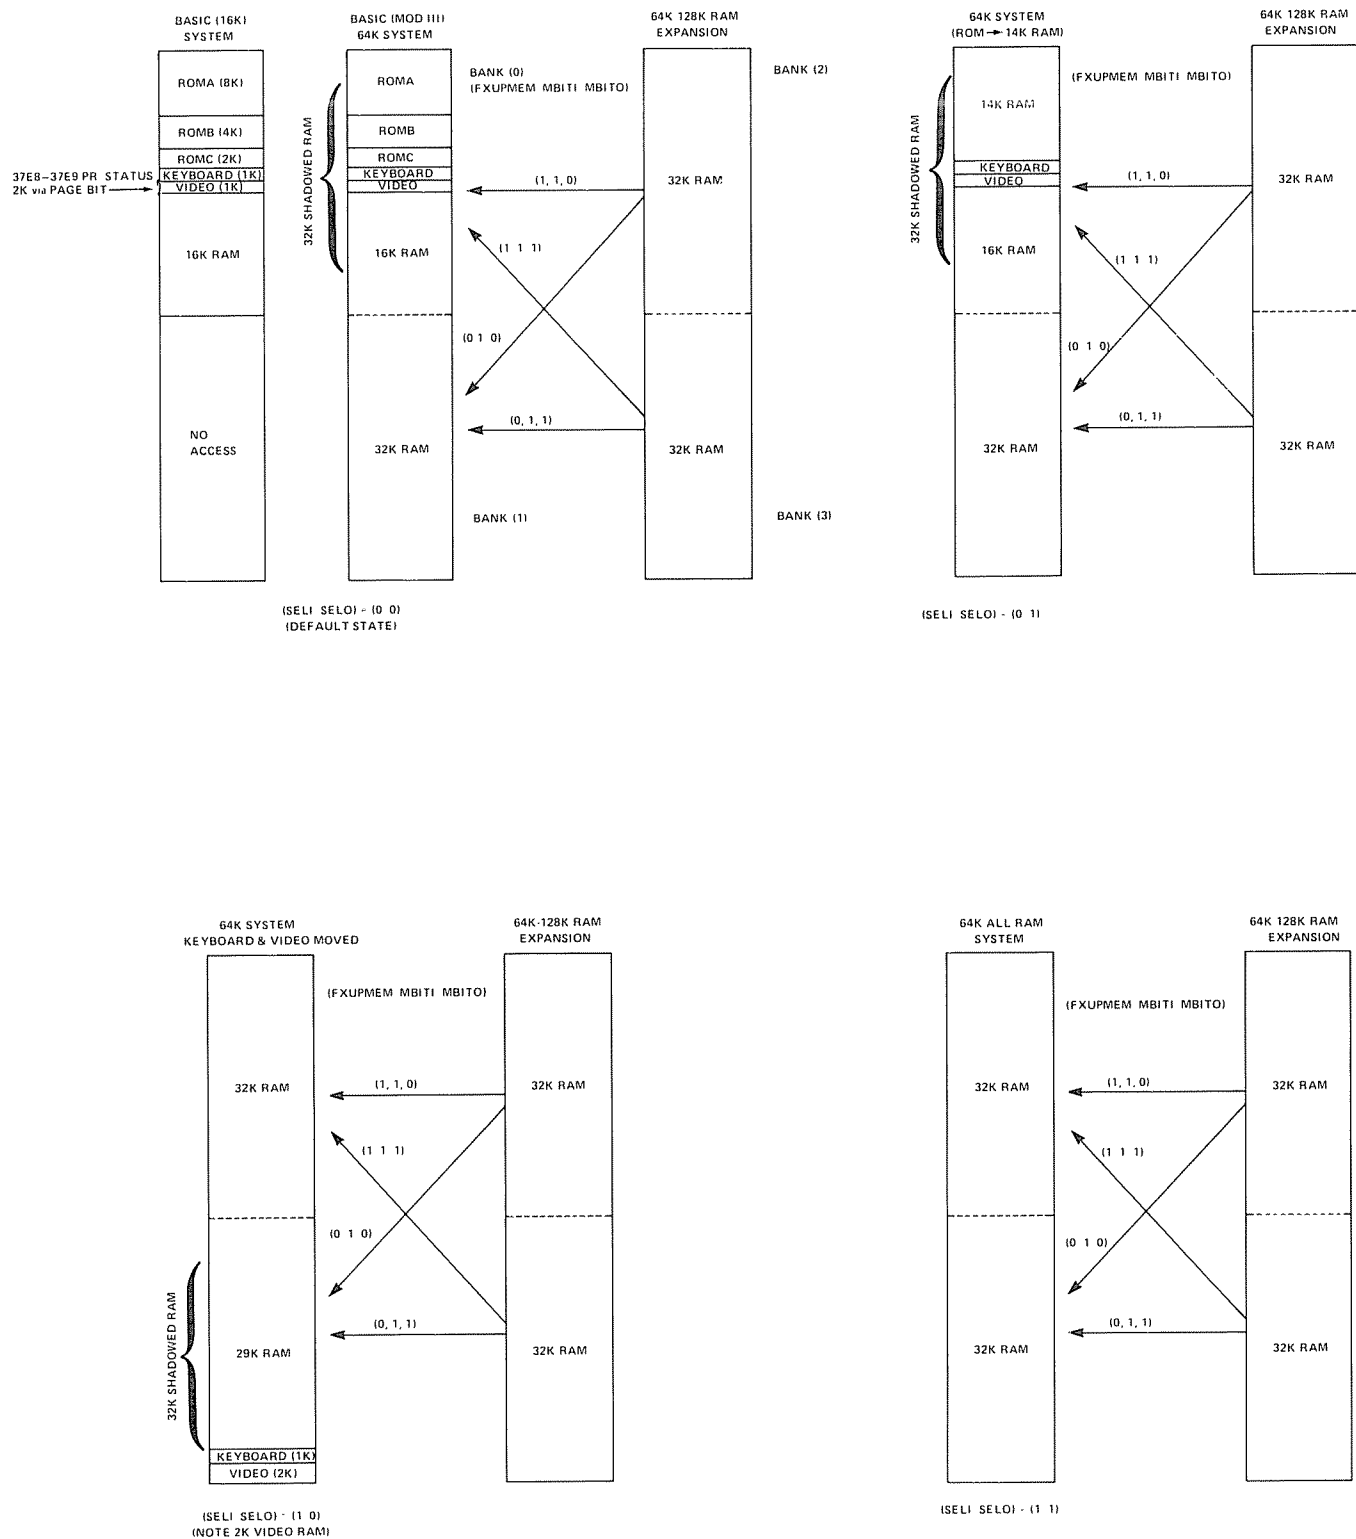 BASIC (16K)
SYSTEM
ROMA (8K)
ROMB (4K)
ROMC (2K)
37E8-37E9 PR STATUS
KEYBOARD (1K)
2K via PAGE BIT
VIDEO (1K)
16K RAM
NO
ACCESS
BASIC (MOD III)
64K SYSTEM
32K SHADOWED RAM
ROMA
ROMB
ROMC
KEYBOARD
VIDEO
16K RAM
32K RAM
BANK (0)
(FXUPMEM MBIT1 MBIT0)
(1, 1, 0)
(1 1 1)
(0 1 0)
(0, 1, 1)
BANK (1)
64K 128K RAM
EXPANSION
32K RAM
32K RAM
BANK (2)
BANK (3)
(SEL1 SEL0) - (0 0)
(DEFAULT STATE)
64K SYSTEM
(ROM → 14K RAM)
32K SHADOWED RAM
14K RAM
KEYBOARD
VIDEO
16K RAM
32K RAM
(FXUPMEM MBIT1 MBIT0)
(1, 1, 0)
(1 1 1)
(0 1 0)
(0, 1, 1)
64K 128K RAM
EXPANSION
32K RAM
32K RAM
(SEL1 SEL0) - (0 1)
64K SYSTEM
KEYBOARD & VIDEO MOVED
32K RAM
32K SHADOWED RAM
29K RAM
KEYBOARD (1K)
VIDEO (2K)
(FXUPMEM MBIT1 MBIT0)
(1, 1, 0)
(1 1 1)
(0 1 0)
(0, 1, 1)
64K-128K RAM
EXPANSION
32K RAM
32K RAM
(SEL1 SEL0) - (1 0)
(NOTE 2K VIDEO RAM)
64K ALL RAM
SYSTEM
32K RAM
32K RAM
(FXUPMEM MBIT1 MBIT0)
(1, 1, 0)
(1 1 1)
(0 1 0)
(0, 1, 1)
64K 128K RAM
EXPANSION
32K RAM
32K RAM
(SEL1 SEL0) - (1 1)